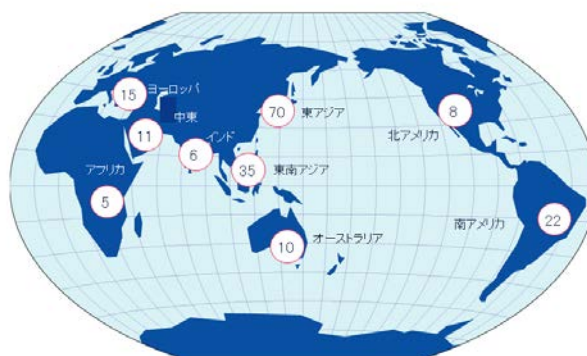 15
ヨーロッパ
中東
11
インド
6
70
東アジア
35
東南アジア
アフリカ
5
10
オーストラリア
8
北アメリカ
南アメリカ
22